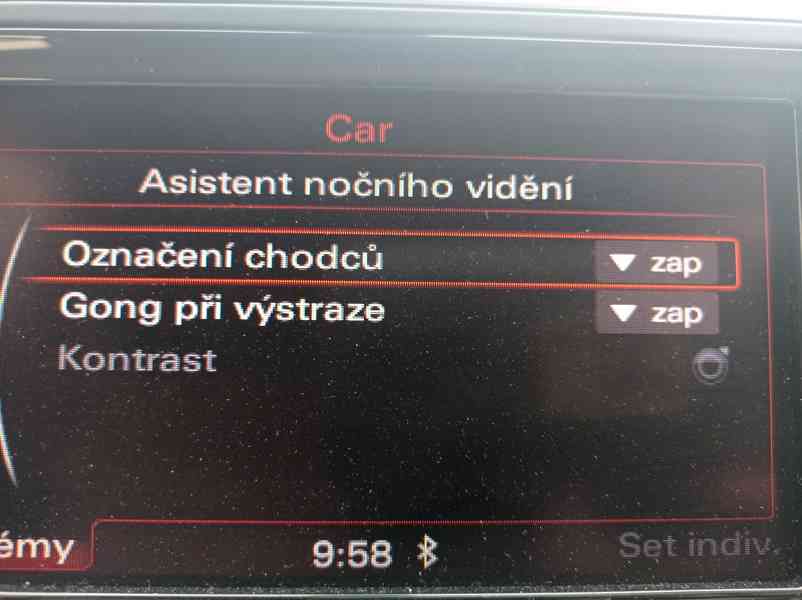 Car
Asistent nočního vidění
Označení chodců zap
Gong při výstraze zap
Kontrast
émy 9:58 Set indiv.